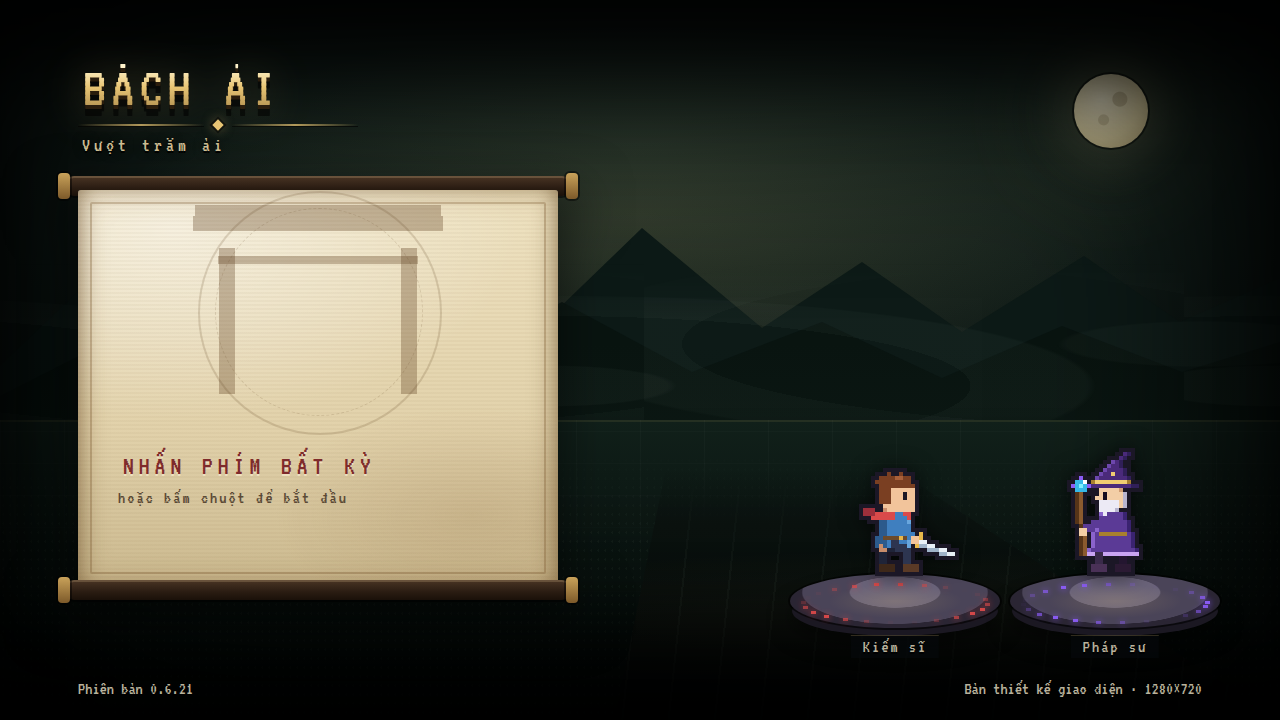 BÁCH ẢI
Vượt trăm ải
NHẤN PHÍM BẤT KỲ
hoặc bấm chuột để bắt đầu
Kiếm sĩ
Pháp sư
Phiên bản 0.6.21
Bản thiết kế giao diện · 1280×720